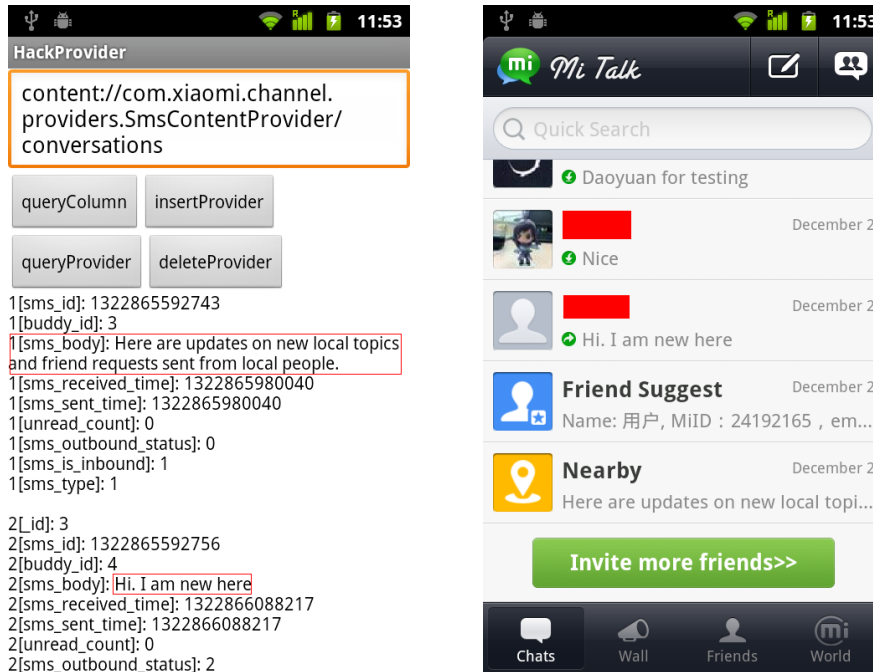 11:53
HackProvider
content://com.xiaomi.channel.
providers.SmsContentProvider/
conversations
queryColumn
insertProvider
queryProvider
deleteProvider
1[sms_id]: 1322865592743
1[buddy_id]: 3
1[sms_body]: Here are updates on new local topics
and friend requests sent from local people.
1[sms_received_time]: 1322865980040
1[sms_sent_time]: 1322865980040
1[unread_count]: 0
1[sms_outbound_status]: 0
1[sms_is_inbound]: 1
1[sms_type]: 1
2[_id]: 3
2[sms_id]: 1322865592756
2[buddy_id]: 4
2[sms_body]: Hi. I am new here
2[sms_received_time]: 1322866088217
2[sms_sent_time]: 1322866088217
2[unread_count]: 0
2[sms_outbound_status]: 2
R
11:53
mi Mi Talk
Quick Search
Daoyuan for testing
December 2
Nice
December 2
Hi. I am new here
Friend Suggest December 2
Name: 用户, MiID：24192165，em...
Nearby December 2
Here are updates on new local topi...
Invite more friends>>
Chats Wall Friends World
mi